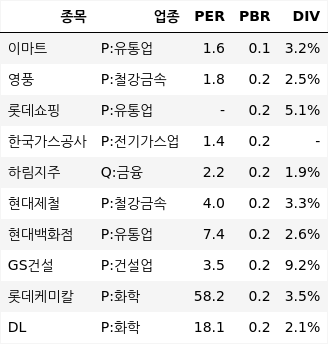 종목 업종 PER PBR DIV
이마트 P:유통업 1.6 0.1 3.2%
영풍 P:철강금속 1.8 0.2 2.5%
롯데쇼핑 P:유통업 - 0.2 5.1%
한국가스공사 P:전기가스업 1.4 0.2 -
하림지주 Q:금융 2.2 0.2 1.9%
현대제철 P:철강금속 4.0 0.2 3.3%
현대백화점 P:유통업 7.4 0.2 2.6%
GS건설 P:건설업 3.5 0.2 9.2%
롯데케미칼 P:화학 58.2 0.2 3.5%
DL P:화학 18.1 0.2 2.1%